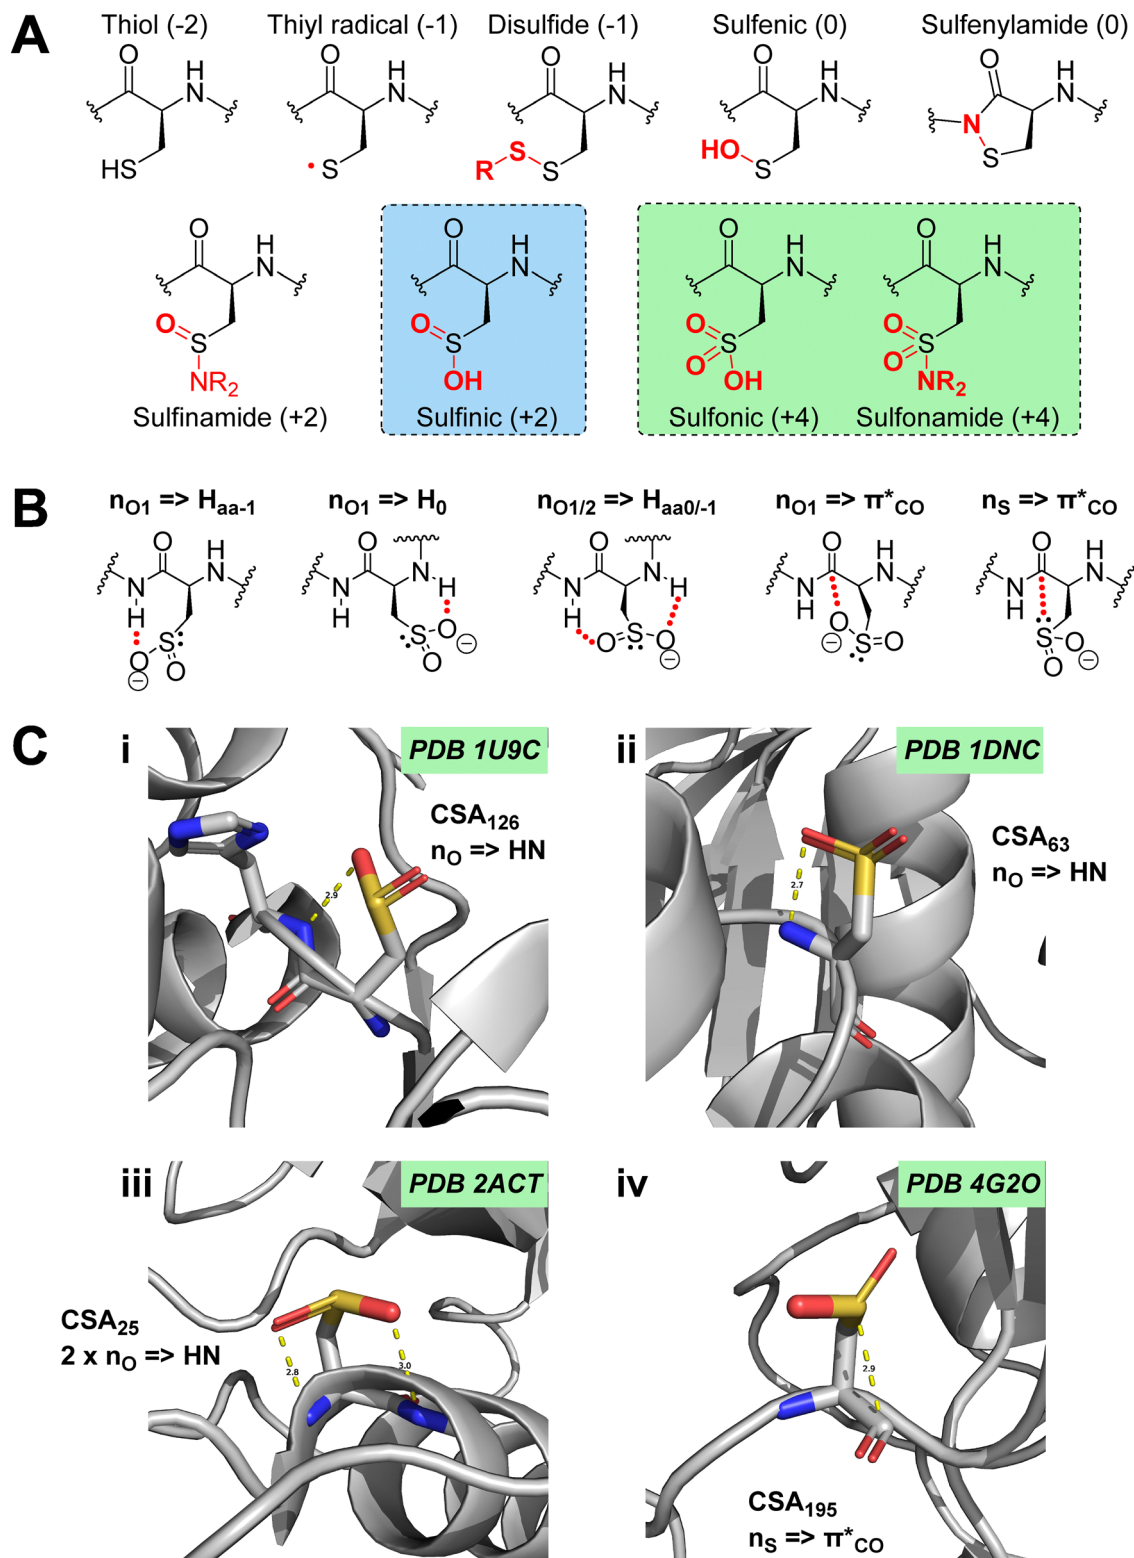 A
Thiol (-2) Thiyl radical (-1) Disulfide (-1) Sulfenic (0) Sulfenylamide (0)
O H O H O H O H O H
N N N N N
HO N
HS • S R S S S S
O H O H O H O H
N N N N
O S O S O S O O S O
NR2 OH OH NR2
Sulfinamide (+2) Sulfinic (+2) Sulfonic (+4) Sulfonamide (+4)
B
nO1 => Haa-1 nO1 => H0 nO1/2 => Haa0/-1 nO1 => π*CO nS => π*CO
O H O O O H O H
N N N N H N N H N N N N
H H H H H
S O S O O S O O S S O
O O O O
C
i PDB 1U9C
CSA126
nO => HN
2.9
ii PDB 1DNC
CSA63
nO => HN
2.7
iii PDB 2ACT
CSA25
2 x nO => HN
2.8 3.0
iv PDB 4G2O
2.9
CSA195
nS => π*CO